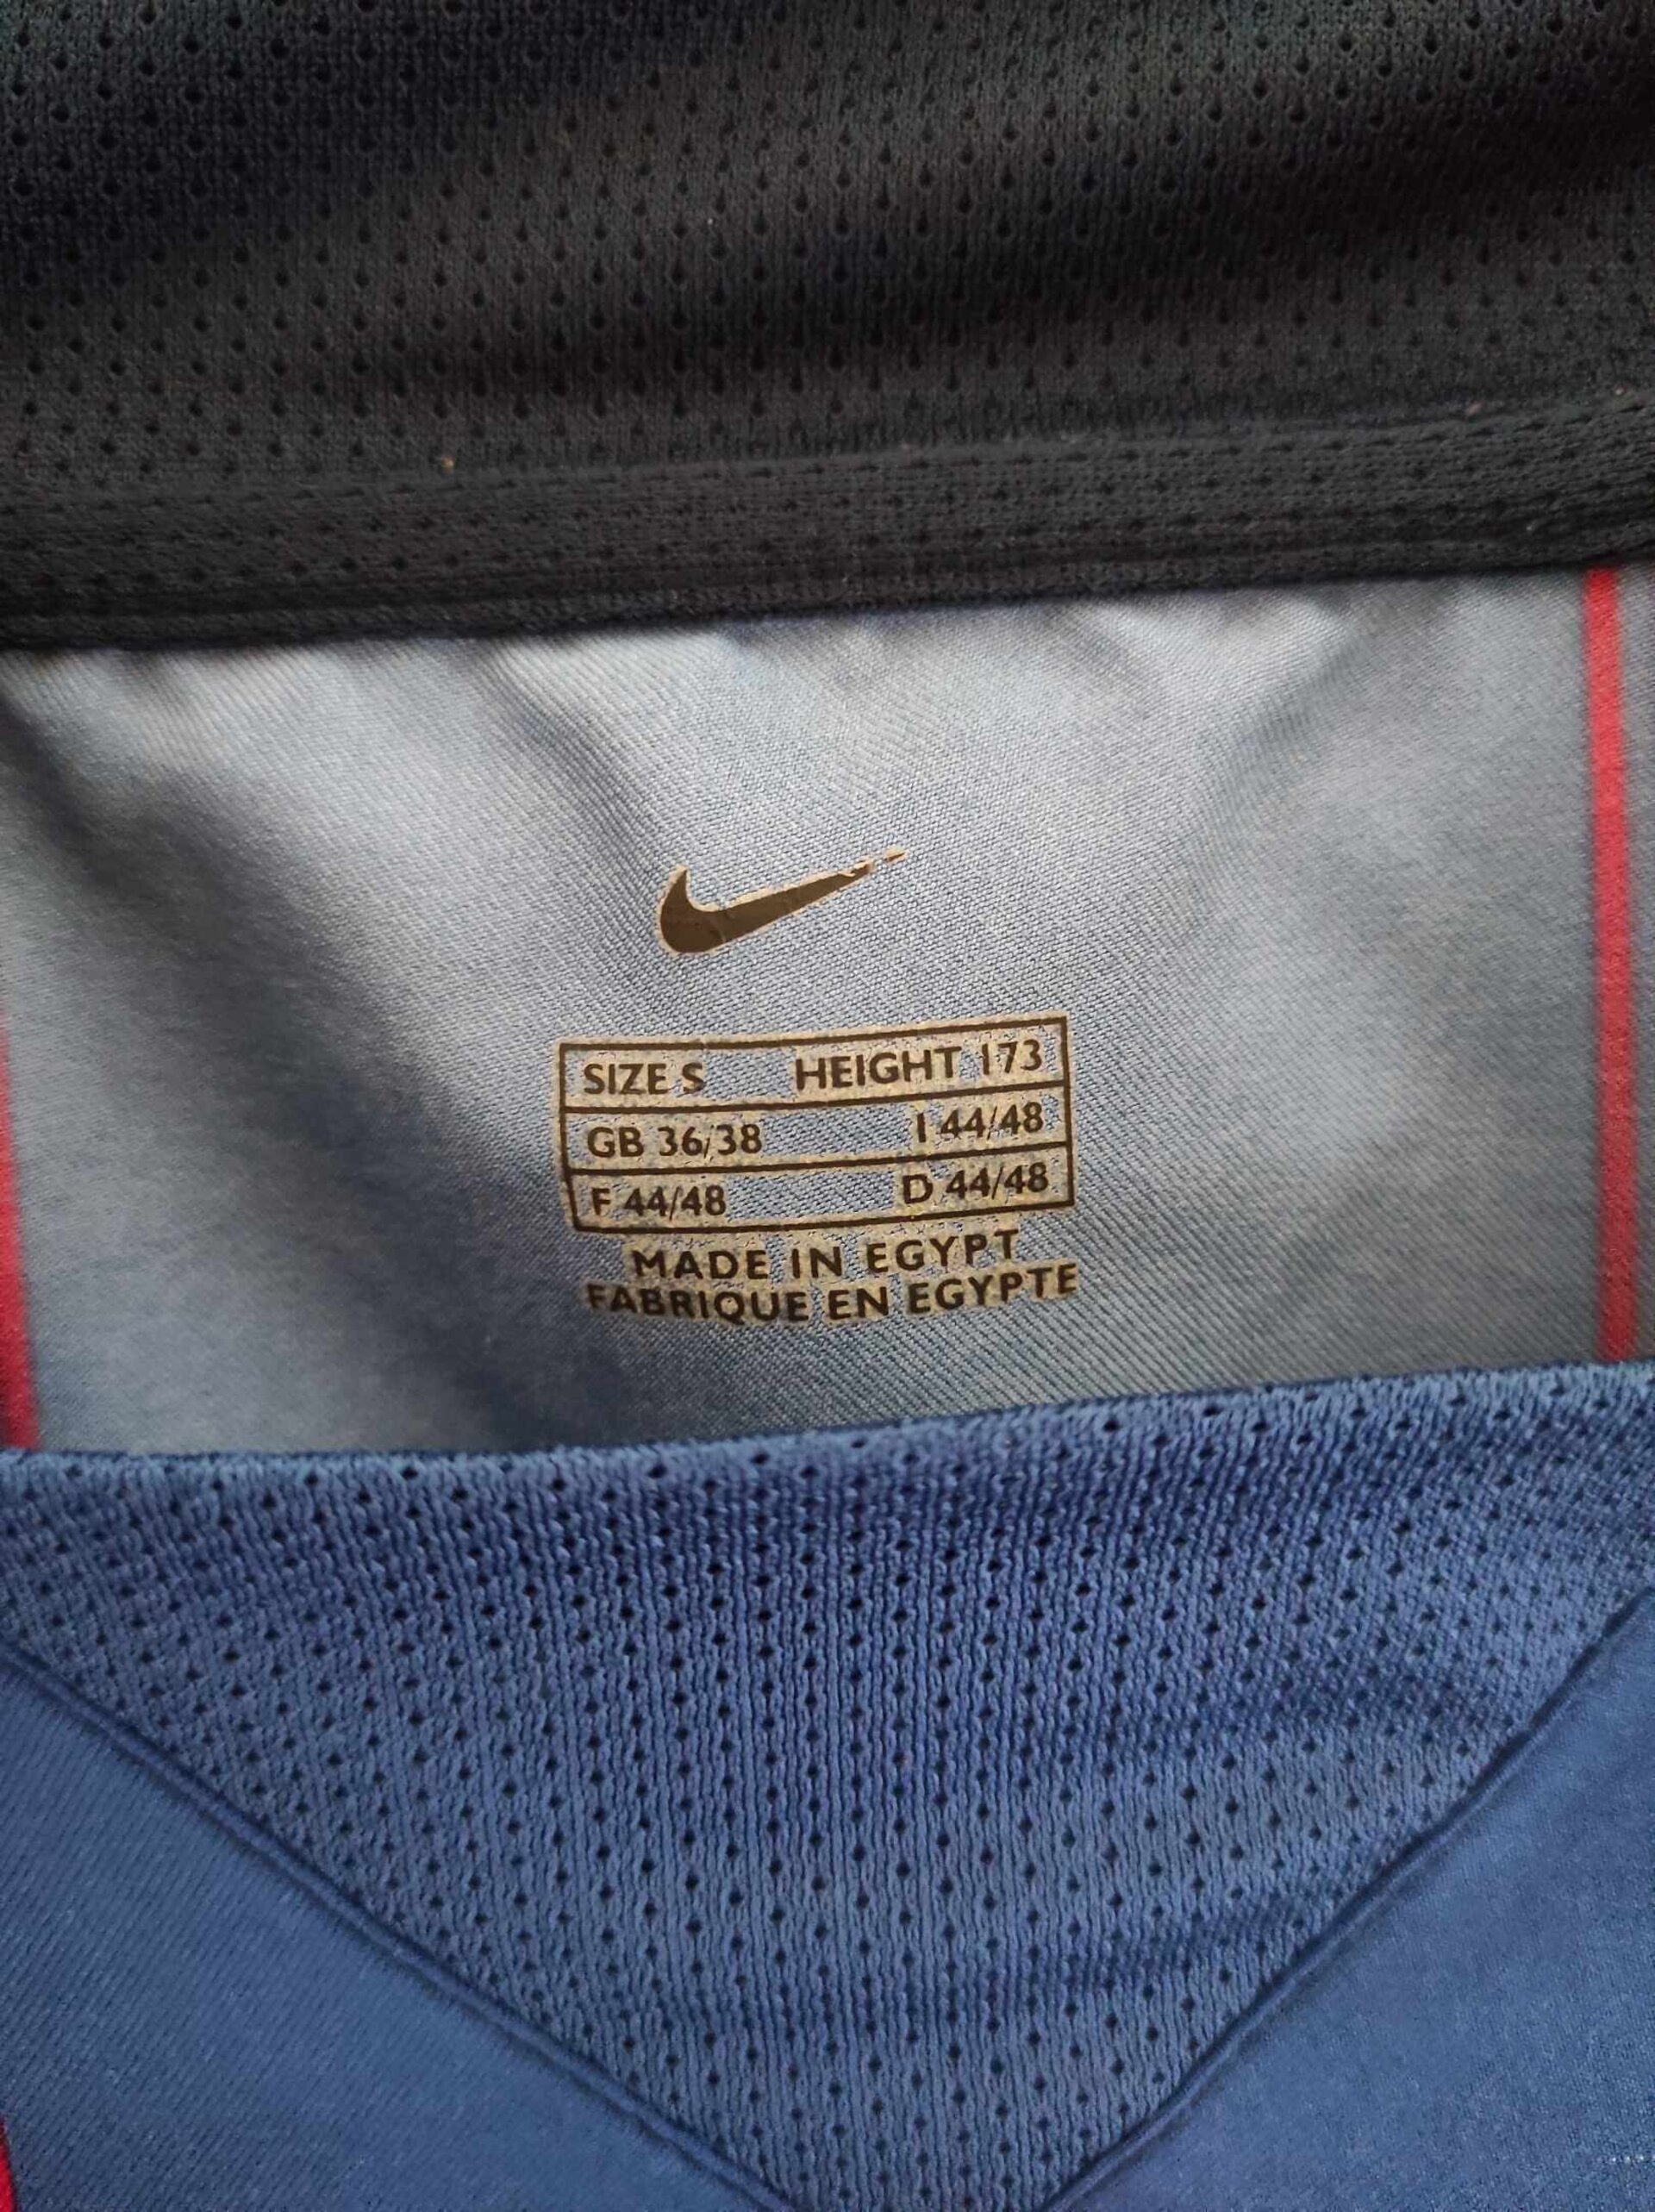 SIZE S HEIGHT 173
GB 36/38 I 44/48
F 44/48 D 44/48
MADE IN EGYPT
FABRIQUE EN EGYPTE